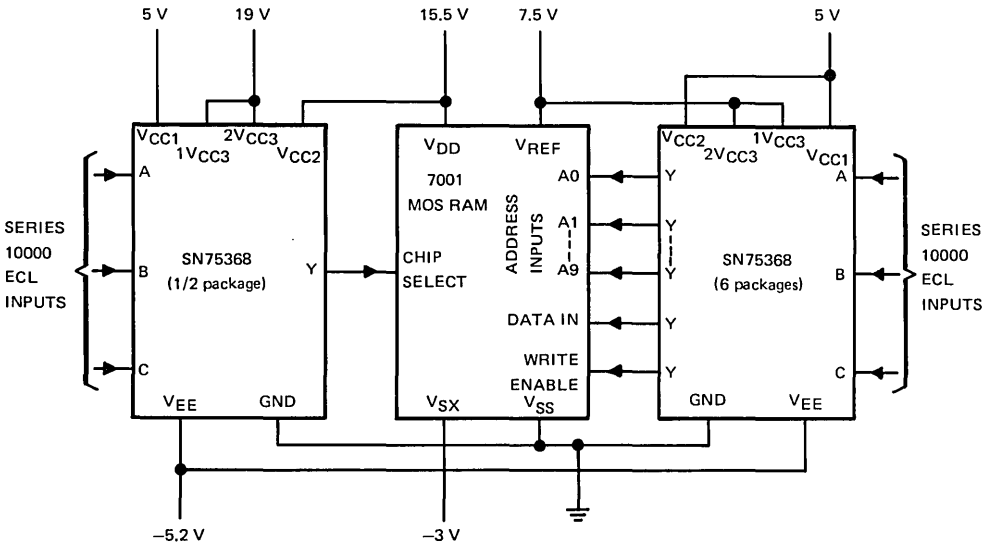 5 V
19 V
15.5 V
7.5 V
5 V
VCC1
1VCC3
2VCC3
VCC2
A
B
C
SERIES
10000
ECL
INPUTS
SN75368
(1/2 package)
Y
VEE
GND
VDD
VREF
7001
MOS RAM
CHIP
SELECT
ADDRESS
INPUTS
A0
A1
A9
DATA IN
WRITE
ENABLE
VSX
VSS
VCC2
2VCC3
1VCC3
VCC1
Y
Y
Y
Y
Y
SN75368
(6 packages)
A
B
C
GND
VEE
SERIES
10000
ECL
INPUTS
−5.2 V
−3 V